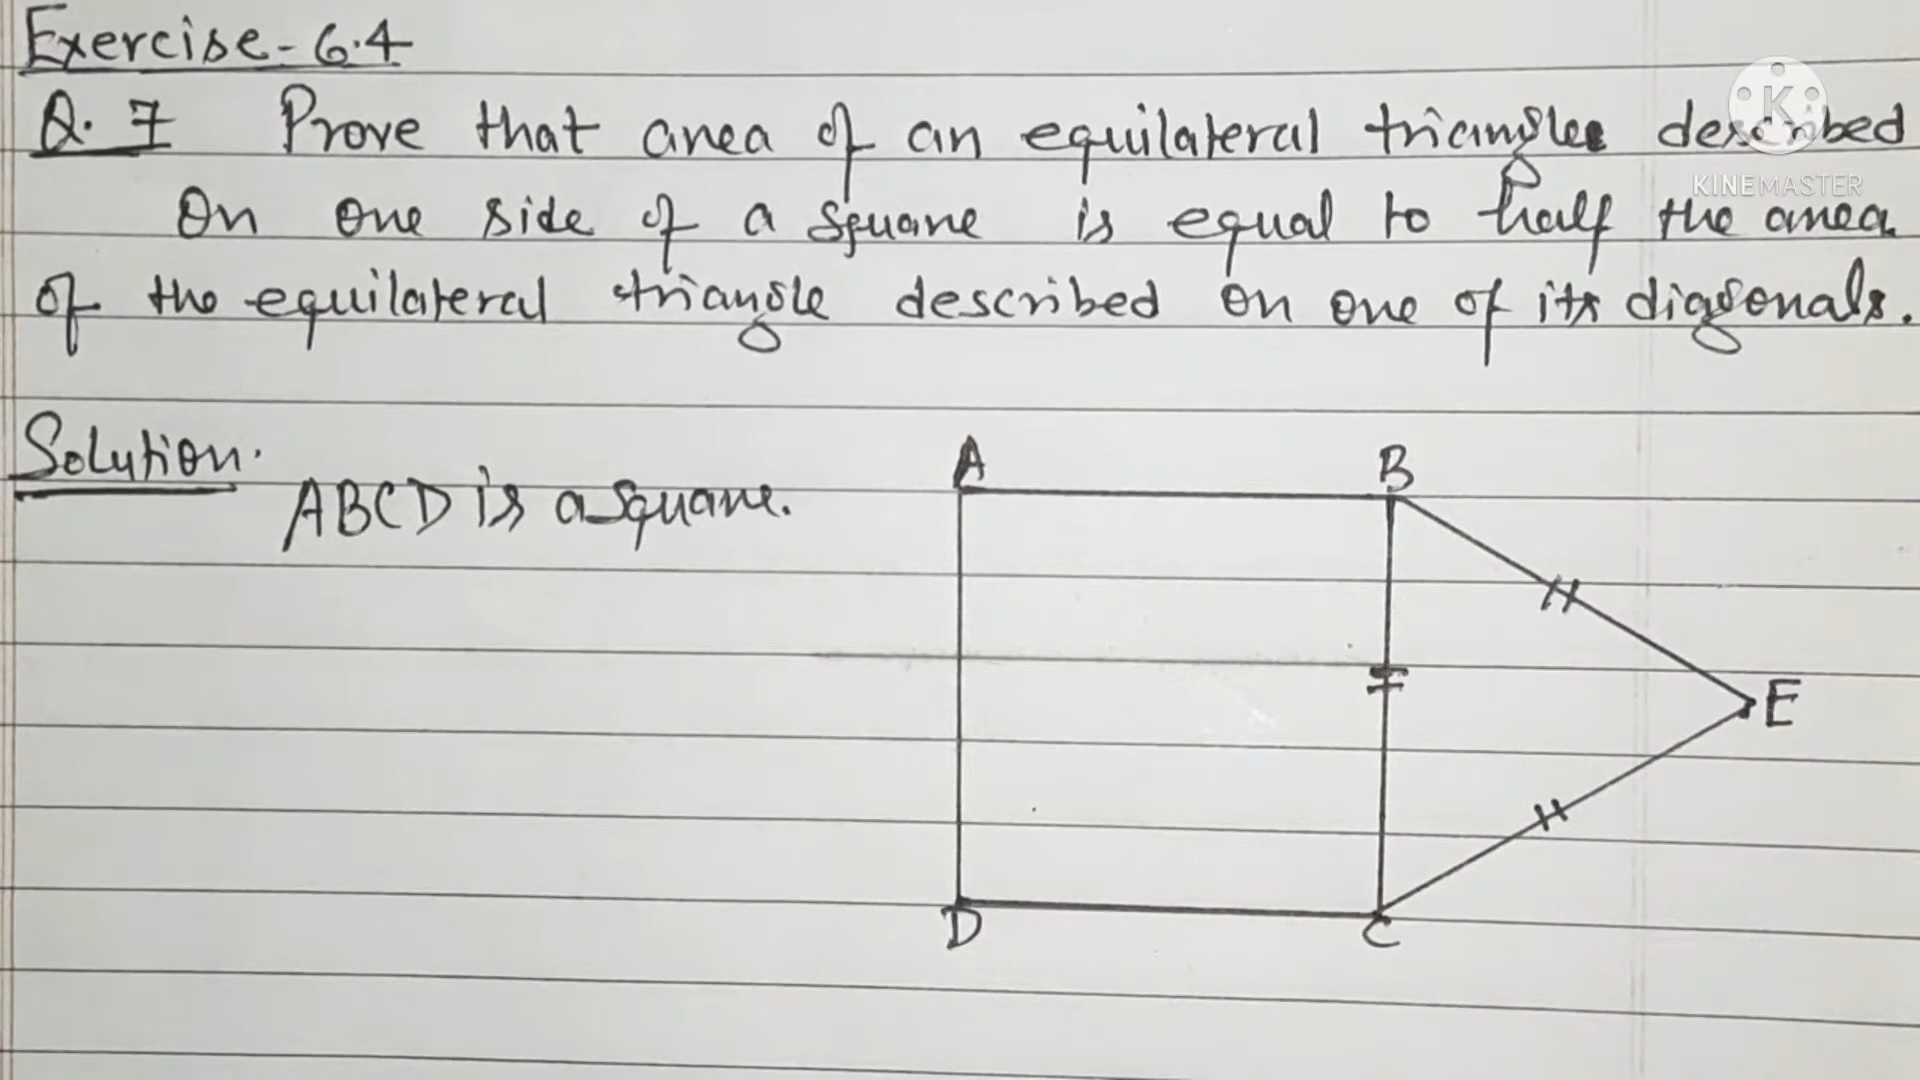 Exercise-6.4
Q.7 Prove that area of an equilateral triangle described
On one side of a square is equal to half the area
of the equilateral triangle described on one of its diagonals.
K
KINEMASTER
Solution.
ABCD is a square.
A
B
E
D
C